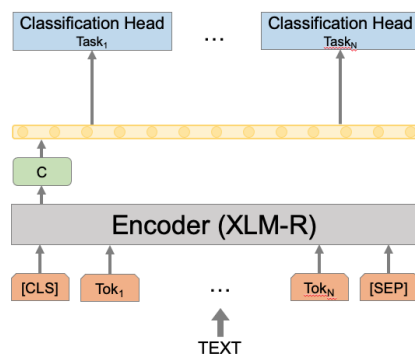 Classification Head
Task1
...
Classification Head
TaskN
C
Encoder (XLM-R)
[CLS]
Tok1
...
TokN
[SEP]
TEXT